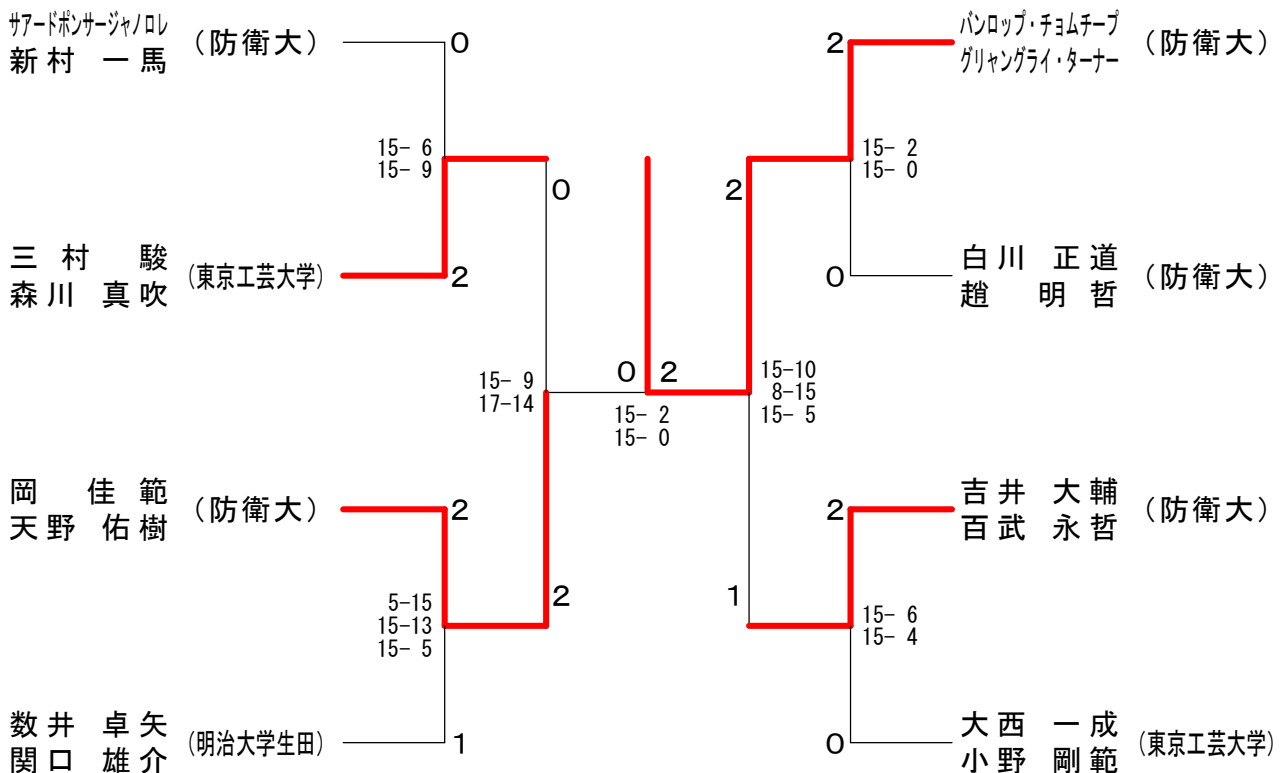 サアードポンサージャノロレ
新村 一馬 (防衛大)
0
15- 6
15- 9
0
三村 駿
森川 真吹 (東京工芸大学)
2
15- 9
17-14
岡 佳範
天野 佑樹 (防衛大)
2
5-15
15-13
15- 5
2
数井 卓矢
関口 雄介 (明治大学生田)
1
0 2
15- 2
15- 0
2
バンロップ・チョムチープ
グリャングライ・ターナー (防衛大)
15- 2
15- 0
2
0
白川 正道
趙 明哲 (防衛大)
15-10
8-15
15- 5
2
吉井 大輔
百武 永哲 (防衛大)
1
15- 6
15- 4
0
大西 一成
小野 剛範 (東京工芸大学)